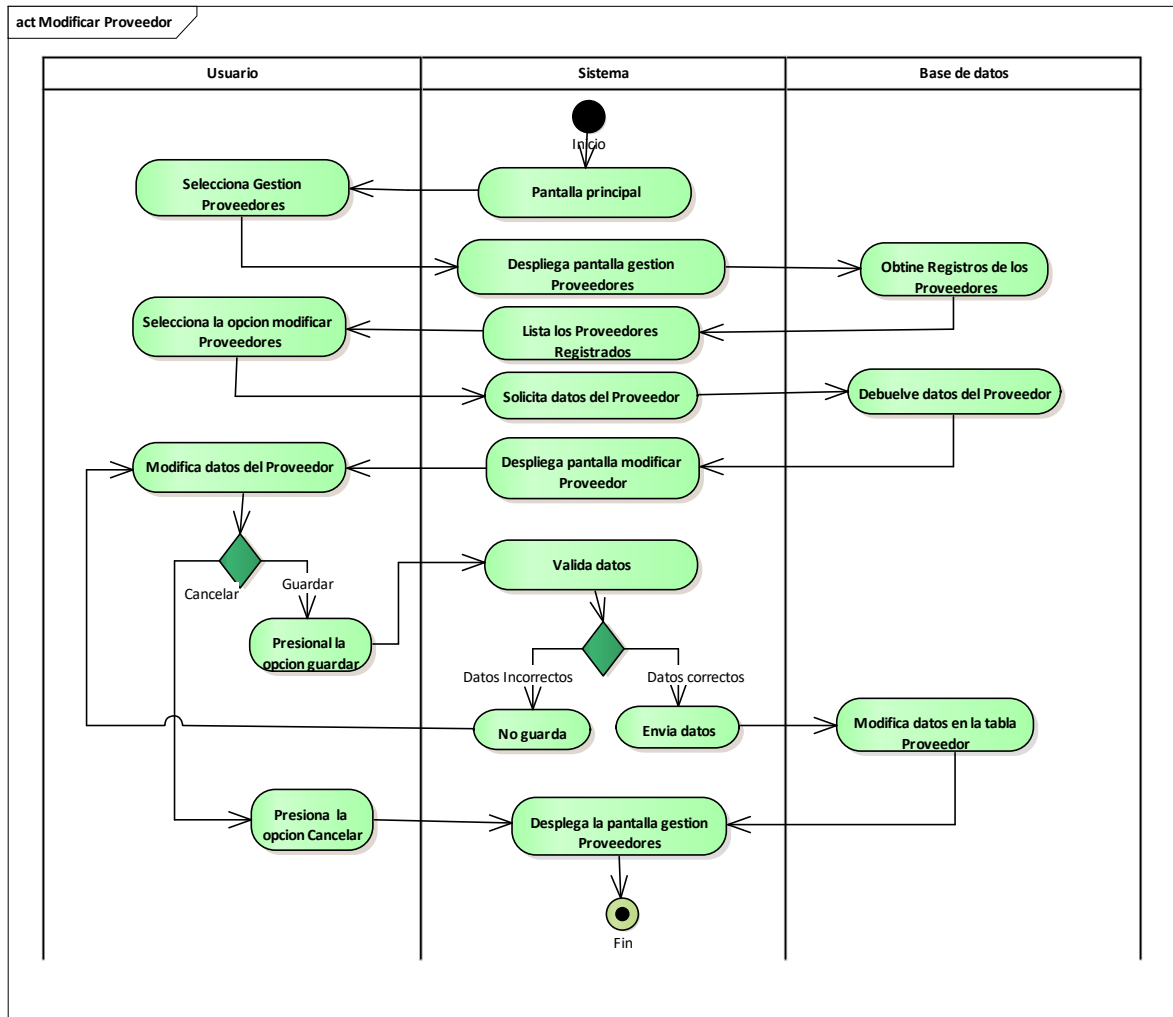 act Modificar Proveedor
Usuario
Sistema
Base de datos
Inicio
Selecciona Gestion
Proveedores
Pantalla principal
Despliega pantalla gestion
Proveedores
Obtine Registros de los
Proveedores
Selecciona la opcion modificar
Proveedores
Lista los Proveedores
Registrados
Solicita datos del Proveedor
Debuelve datos del Proveedor
Modifica datos del Proveedor
Despliega pantalla modificar
Proveedor
Cancelar
Guardar
Valida datos
Presional la
opcion guardar
Datos Incorrectos
Datos correctos
No guarda
Envia datos
Modifica datos en la tabla
Proveedor
Presiona la
opcion Cancelar
Desplega la pantalla gestion
Proveedores
Fin